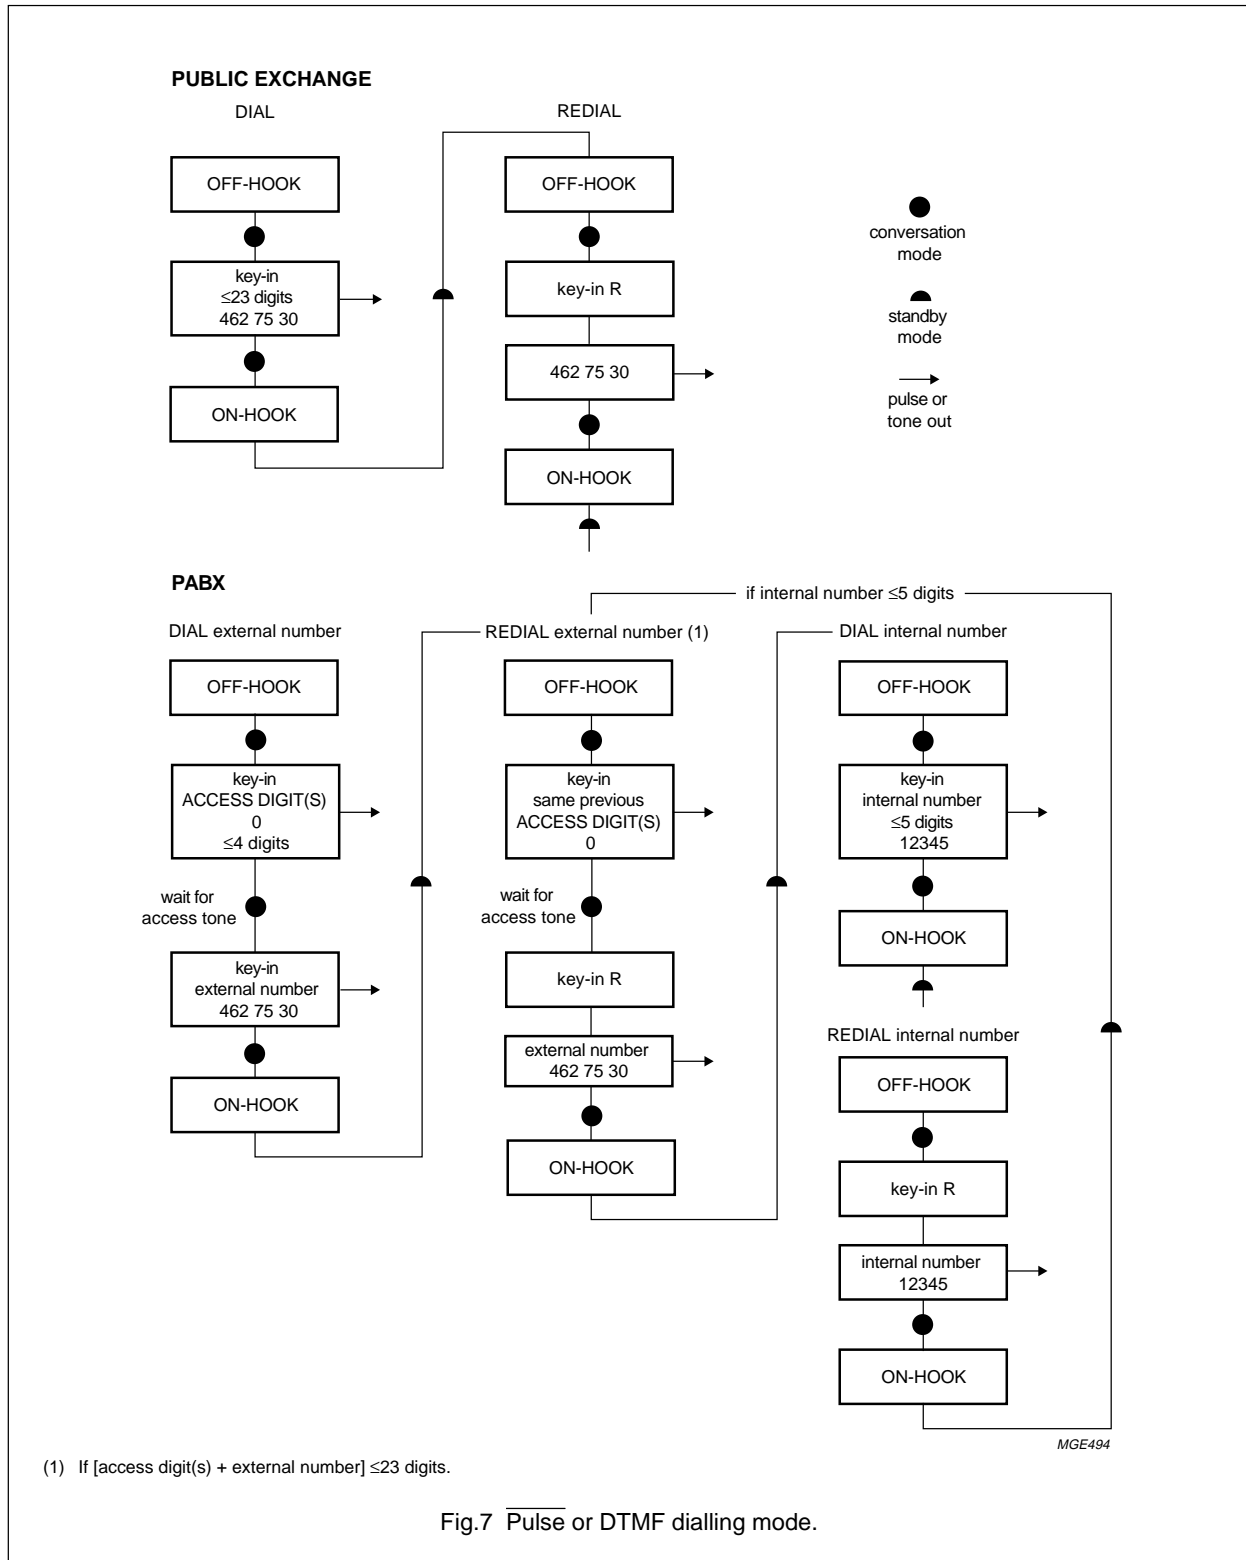 PUBLIC EXCHANGE
DIAL
OFF-HOOK
key-in
≤23 digits
462 75 30
ON-HOOK
REDIAL
OFF-HOOK
key-in R
462 75 30
ON-HOOK
conversation
mode
standby
mode
pulse or
tone out
PABX
if internal number ≤5 digits
DIAL external number
OFF-HOOK
key-in
ACCESS DIGIT(S)
0
≤4 digits
wait for
access tone
key-in
external number
462 75 30
ON-HOOK
REDIAL external number (1)
OFF-HOOK
key-in
same previous
ACCESS DIGIT(S)
0
wait for
access tone
key-in R
external number
462 75 30
ON-HOOK
DIAL internal number
OFF-HOOK
key-in
internal number
≤5 digits
12345
ON-HOOK
REDIAL internal number
OFF-HOOK
key-in R
internal number
12345
ON-HOOK
MGE494
(1) If [access digit(s) + external number] ≤23 digits.
Fig.7 Pulse or DTMF dialling mode.